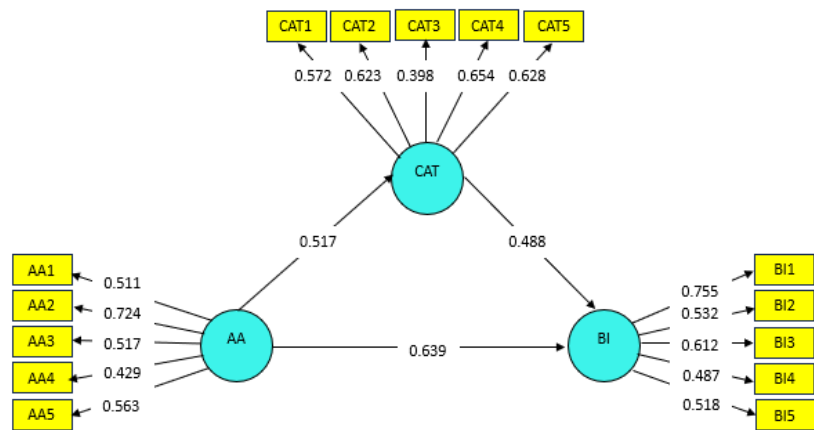 CAT1 CAT2 CAT3 CAT4 CAT5
0.572 0.623 0.398 0.654 0.628
CAT
0.517 0.488
AA1
0.511
AA2
0.724
AA3
0.517
AA4
0.429
AA5
0.563
AA
0.639
BI
BI1
0.755
BI2
0.532
BI3
0.612
BI4
0.487
BI5
0.518